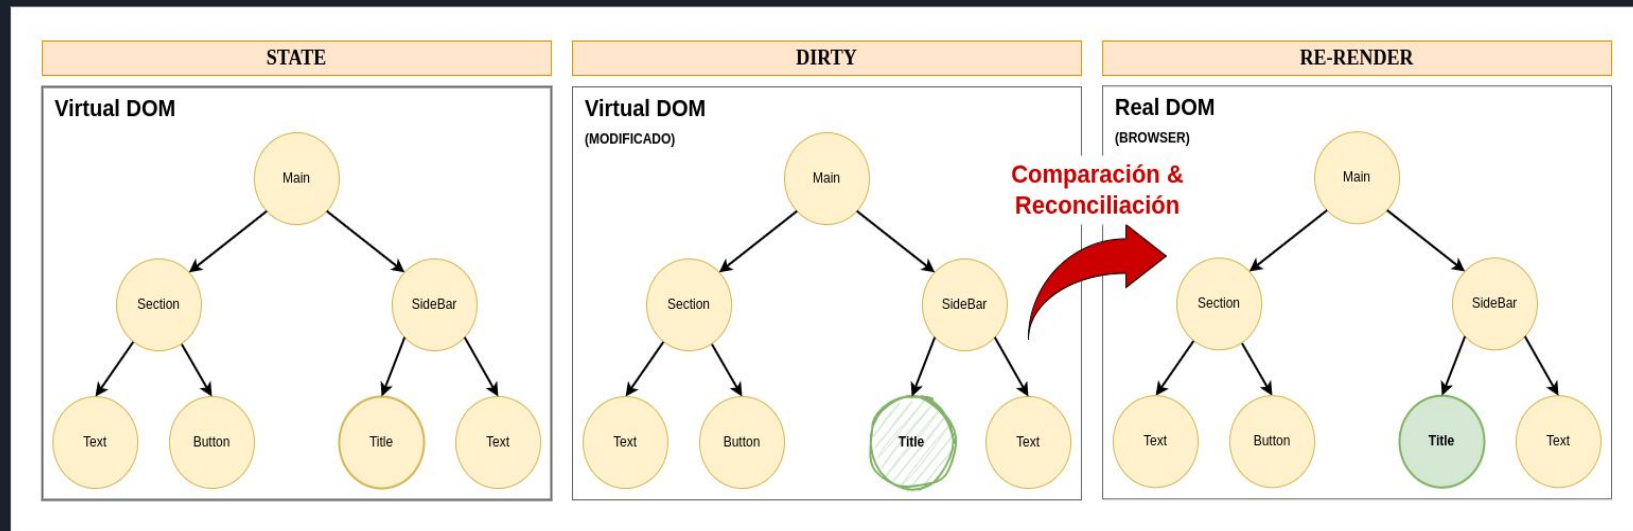 STATE
Virtual DOM
Main
Section
SideBar
Text
Button
Title
Text
DIRTY
Virtual DOM
(MODIFICADO)
Main
Section
SideBar
Text
Button
Title
Text
Comparación &
Reconciliación
RE-RENDER
Real DOM
(BROWSER)
Main
Section
SideBar
Text
Button
Title
Text